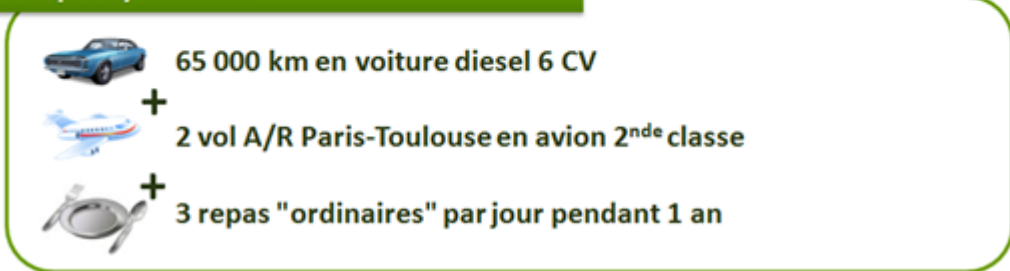 65 000 km en voiture diesel 6 CV
+
2 vol A/R Paris-Toulouse en avion 2nde classe
+
3 repas "ordinaires" par jour pendant 1 an